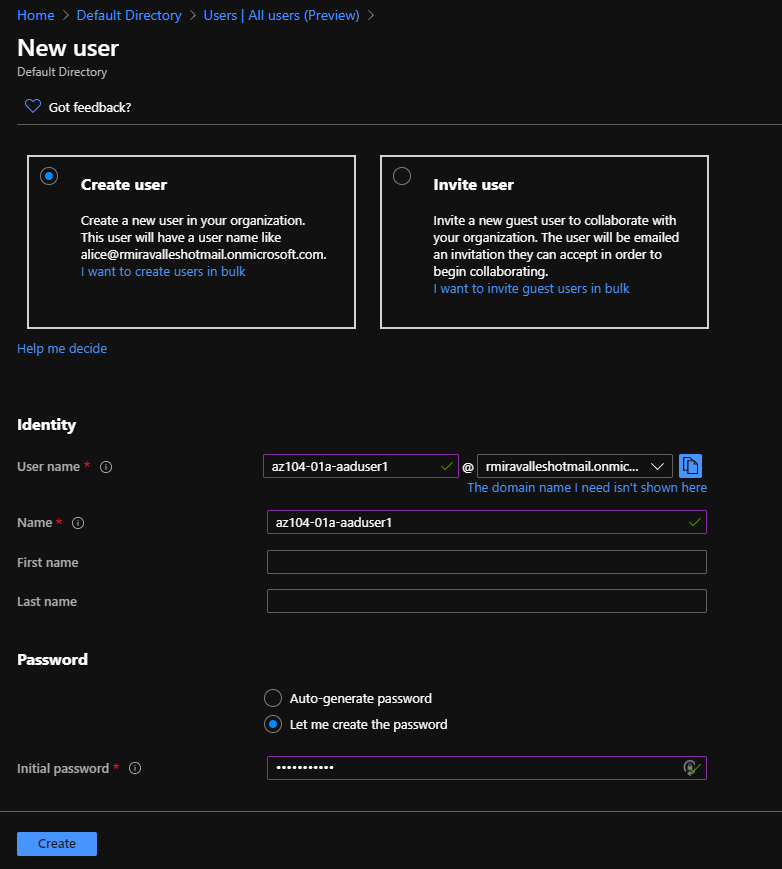 Home > Default Directory > Users | All users (Preview) >
New user
Default Directory
Got feedback?
Create user
Create a new user in your organization.
This user will have a user name like
alice@rmiravalleshotmail.onmicrosoft.com.
I want to create users in bulk
Invite user
Invite a new guest user to collaborate with
your organization. The user will be emailed
an invitation they can accept in order to
begin collaborating.
I want to invite guest users in bulk
Help me decide
Identity
User name * az104-01a-aaduser1 @ rmiravalleshotmail.onmic...
The domain name I need isn't shown here
Name * az104-01a-aaduser1
First name
Last name
Password
Auto-generate password
Let me create the password
Initial password * •••••••••••
Create